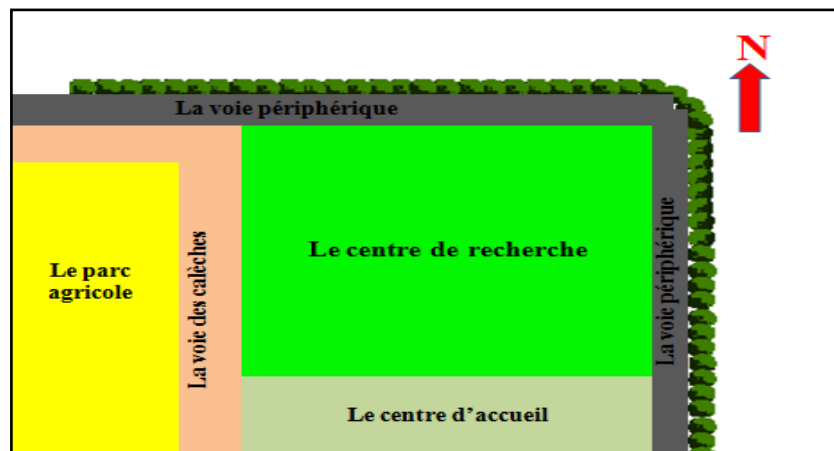 N
La voie périphérique
Le centre de recherche
Le parc
agricole
La voie des calèches
La voie périphérique
Le centre d’accueil